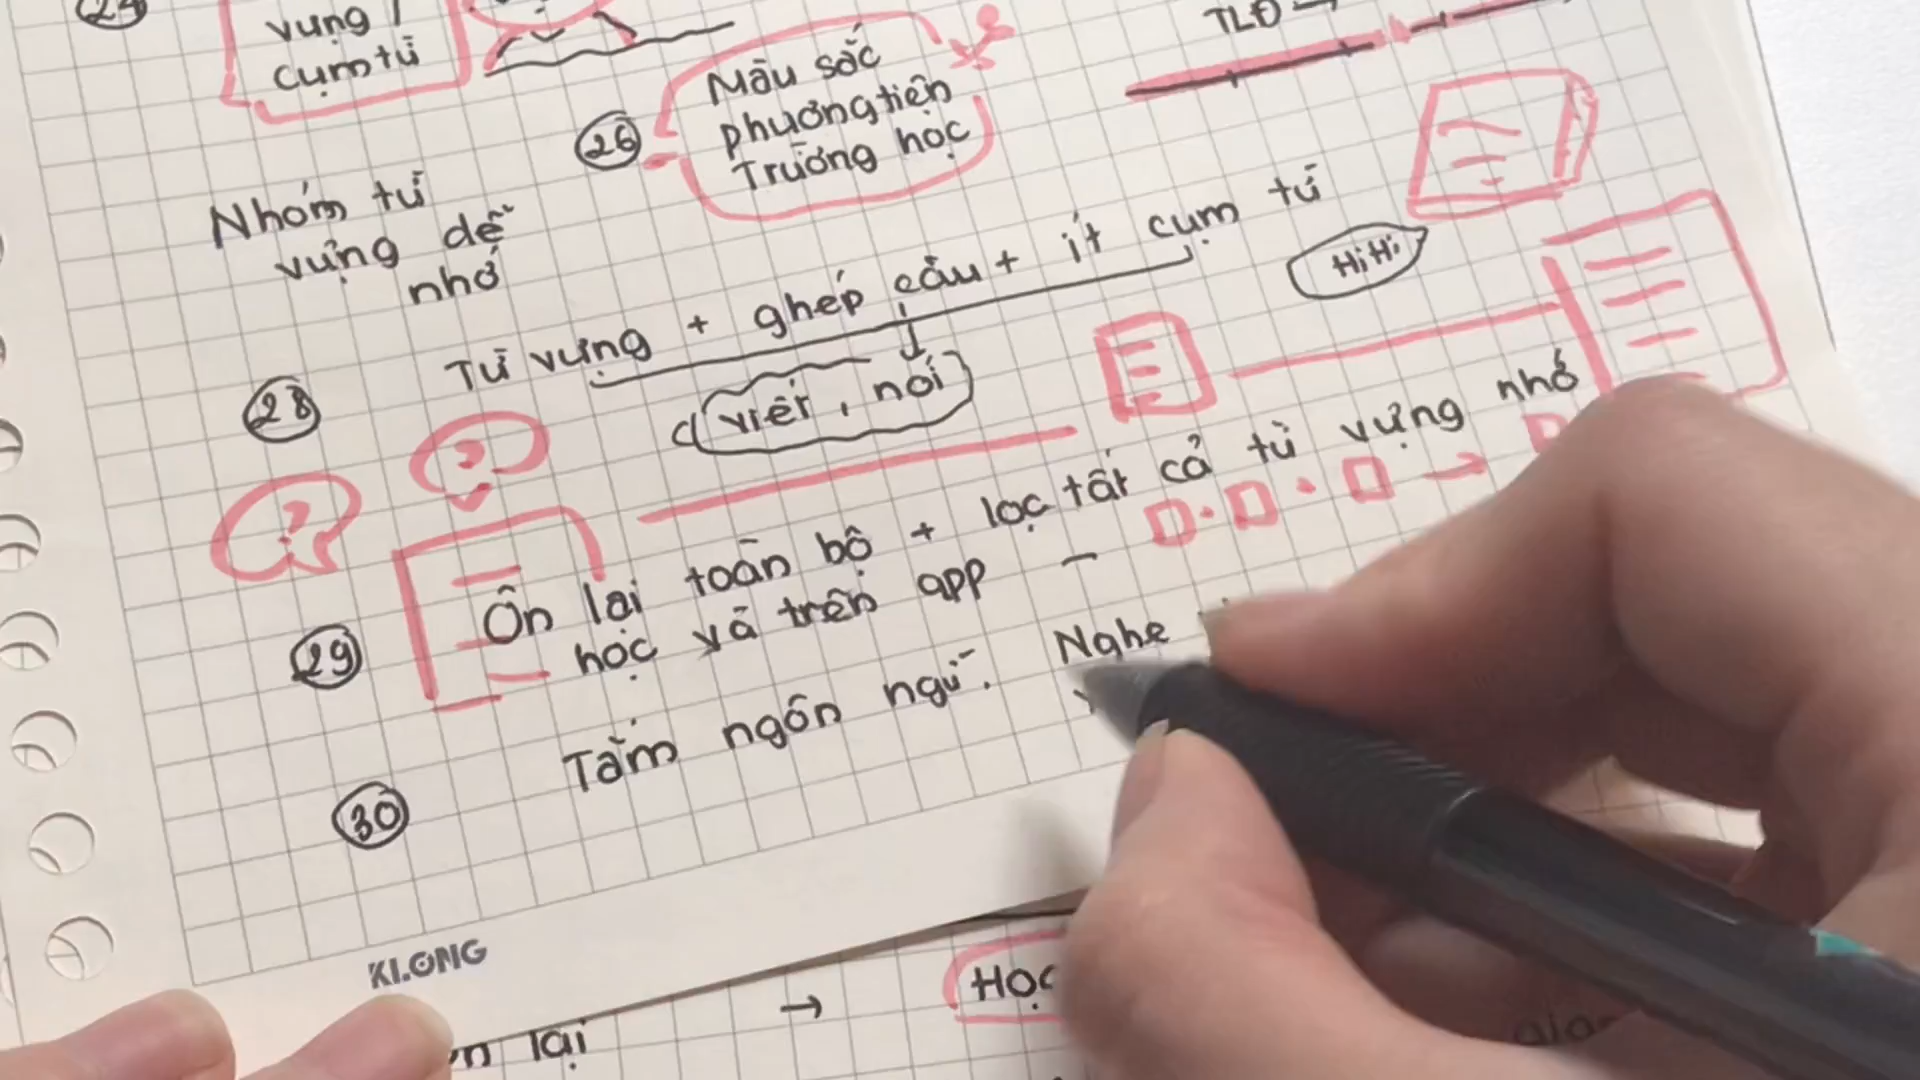 24
vựng /
cụm từ
TLĐ →
26
Màu sắc
phương tiện
Trường học
Nhóm từ
vựng dễ
nhớ
28
Từ vựng + ghép câu + ít cụm từ
viết, nói
HiHi
29
Ôn lại toàn bộ + lọc tất cả từ vựng nhớ
học và trên app –
30
Tắm ngôn ngữ. Nghe
KLONG
→ Học
lại